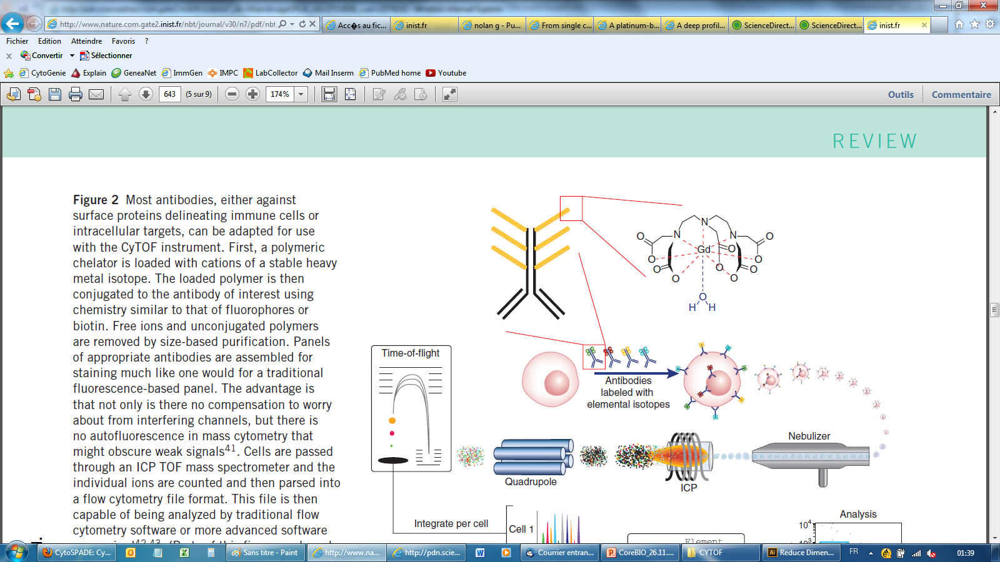 http://www.nature.com.gate2.inist.fr/nbt/journal/v30/n7/pdf/nbt
Acc�s au fic...
inist.fr
nolan g - Pu...
From single c...
A platinum-b...
A deep profil...
ScienceDirect...
ScienceDirect...
inist.fr
Fichier Edition Atteindre Favoris ?
x Convertir Sélectionner
CytoGenie Explain GeneaNet ImmGen IMPC LabCollector Mail Inserm PubMed home Youtube
643 (5 sur 9) 174% Outils Commentaire
REVIEW
Figure 2 Most antibodies, either against
surface proteins delineating immune cells or
intracellular targets, can be adapted for use
with the CyTOF instrument. First, a polymeric
chelator is loaded with cations of a stable heavy
metal isotope. The loaded polymer is then
conjugated to the antibody of interest using
chemistry similar to that of fluorophores or
biotin. Free ions and unconjugated polymers
are removed by size-based purification. Panels
of appropriate antibodies are assembled for
staining much like one would for a traditional
fluorescence-based panel. The advantage is
that not only is there no compensation to worry
about from interfering channels, but there is
no autofluorescence in mass cytometry that
might obscure weak signals41. Cells are passed
through an ICP TOF mass spectrometer and the
individual ions are counted and then parsed into
a flow cytometry file format. This file is then
capable of being analyzed by traditional flow
cytometry software or more advanced software
N
N N
O O
Gd
O
O O
O O O
O O
O
H H
Time-of-flight
Antibodies
labeled with
elemental isotopes
Nebulizer
Quadrupole
ICP
Integrate per cell
Cell 1
Analysis
104
103
Element
CytoSPADE: Cy...
Sans titre - Paint
http://www.na...
http://pdn.scie...
Courrier entran...
CoreBIO_26.11....
CYTOF
Reduce Dimen...
FR
01:39